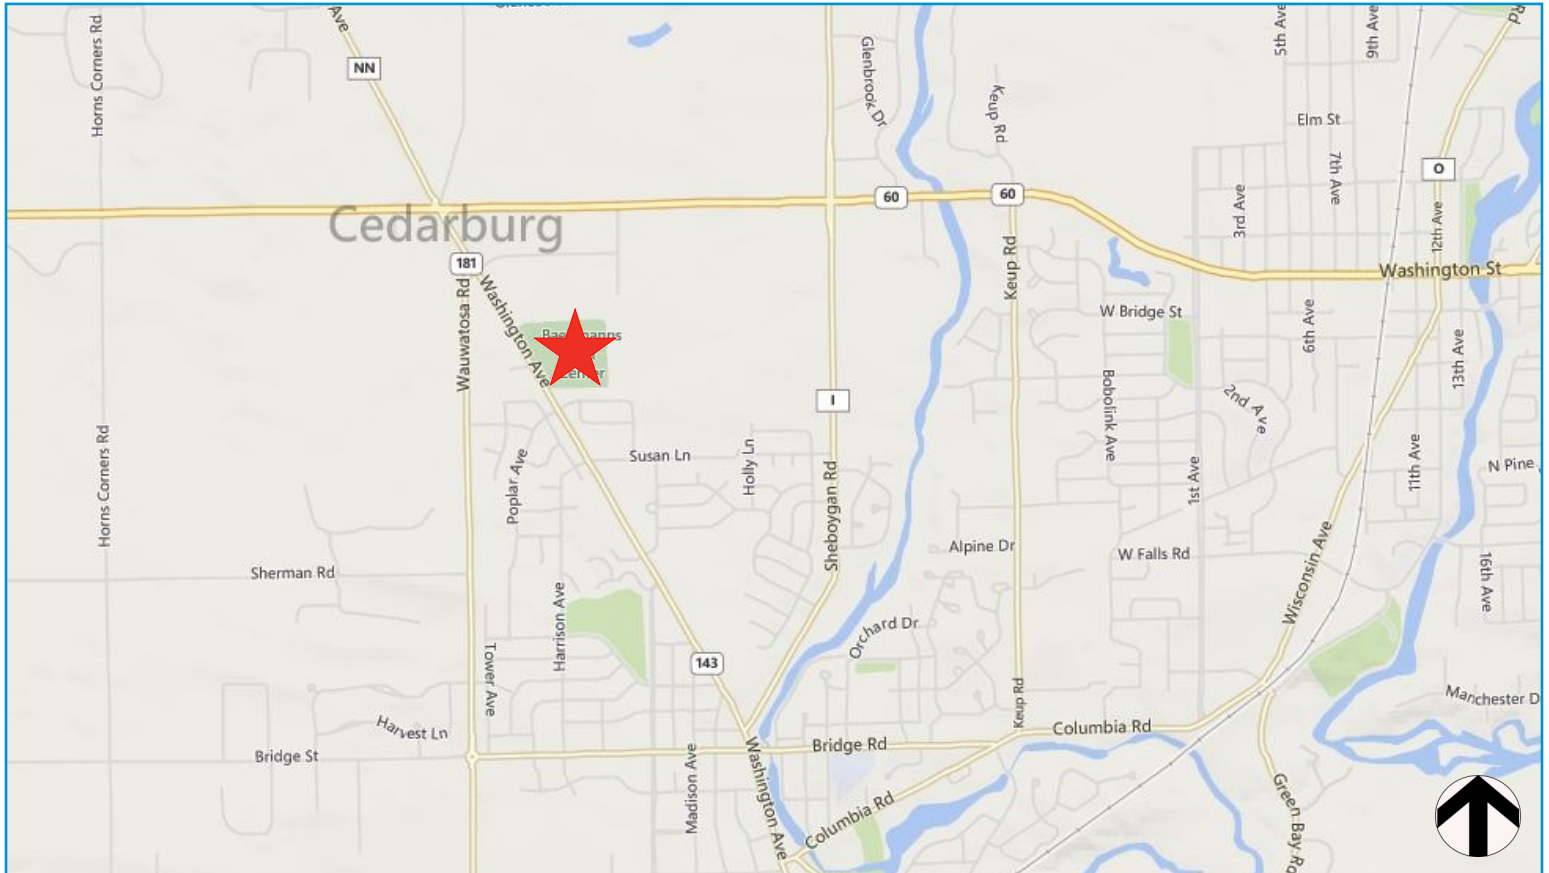 Ave
Rd
5th Ave
9th Ave
Horns Corners Rd
NN
Glenbrook Dr
Keup Rd
Elm St
7th Ave
O
60
60
3rd Ave
12th Ave
Cedarburg
181
Washington St
Keup Rd
Wauwatosa Rd
Washington Ave
W Bridge St
6th Ave
13th Ave
I
Bobolink Ave
2nd Ave
Susan Ln
Holly Ln
Poplar Ave
Sheboygan Rd
1st Ave
11th Ave
N Pine
Horns Corners Rd
Alpine Dr
W Falls Rd
Wisconsin Ave
16th Ave
Sherman Rd
Harrison Ave
Orchard Dr
143
Tower Ave
Keup Rd
Manchester D
Harvest Ln
Columbia Rd
Bridge St
Bridge Rd
Madison Ave
Washington Ave
Columbia Rd
Green Bay Rd